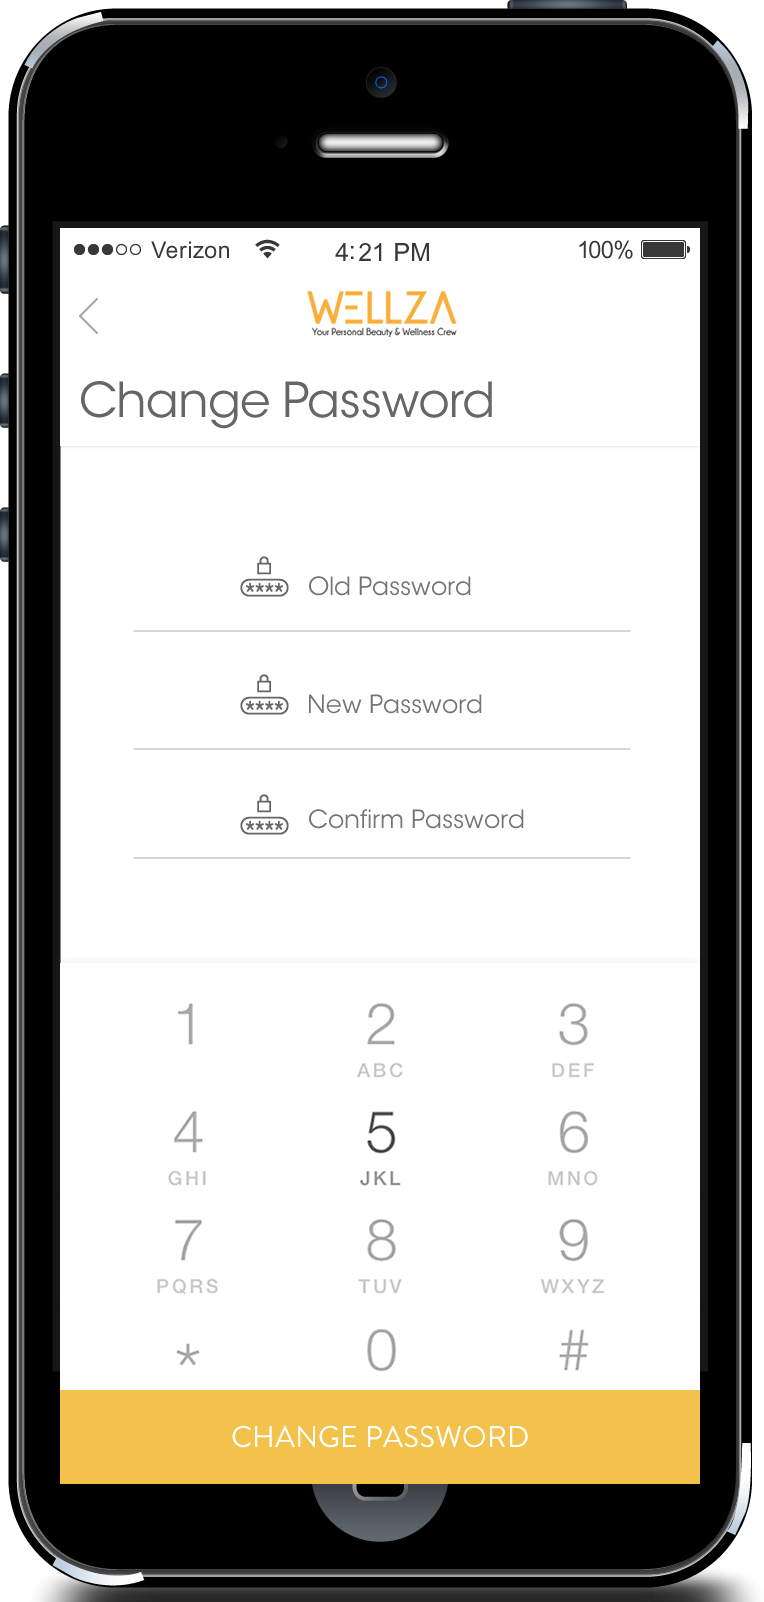 Verizon 4:21 PM 100%
WELLZA
Your Personal Beauty & Wellness Crew
Change Password
**** Old Password
**** New Password
**** Confirm Password
1 2 3
ABC DEF
4 5 6
GHI JKL MNO
7 8 9
PQRS TUV WXYZ
* 0 #
CHANGE PASSWORD